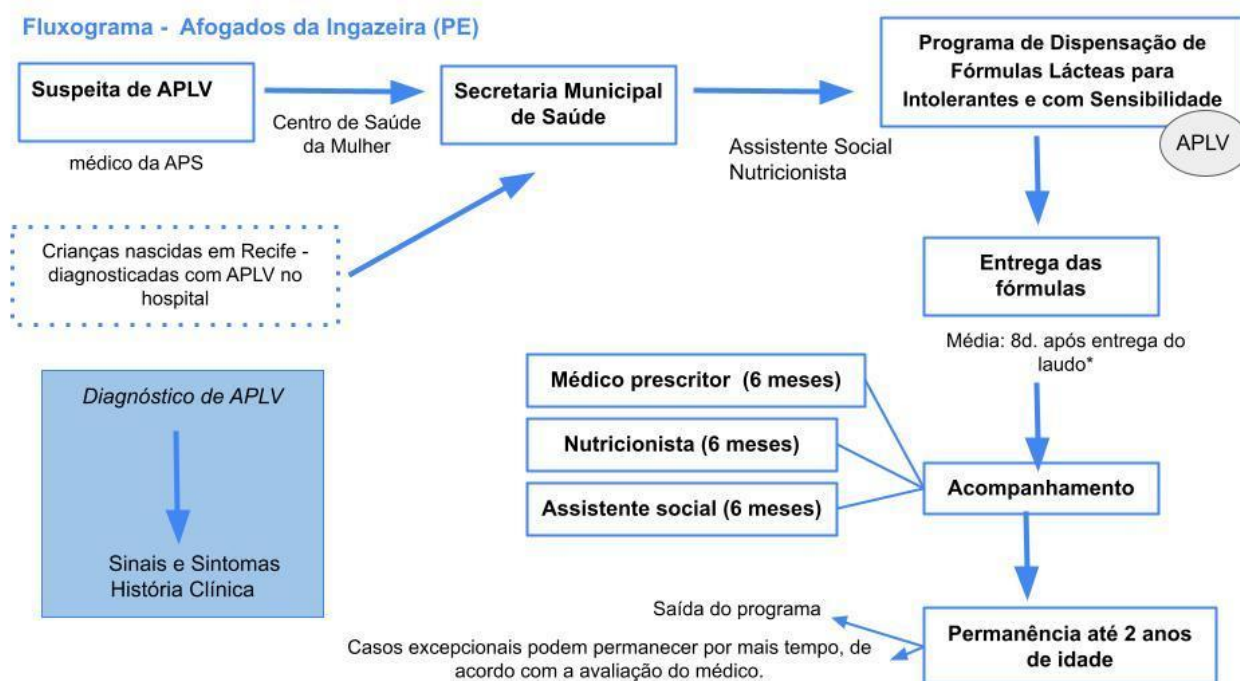 Fluxograma - Afogados da Ingazeira (PE)
Suspeita de APLV
médico da APS
Centro de Saúde
da Mulher
Secretaria Municipal
de Saúde
Assistente Social
Nutricionista
Programa de Dispensação de
Fórmulas Lácteas para
Intolerantes e com Sensibilidade
APLV
Crianças nascidas em Recife -
diagnosticadas com APLV no
hospital
Entrega das
fórmulas
Média: 8d. após entrega do
laudo*
Diagnóstico de APLV
Sinais e Sintomas
História Clínica
Médico prescritor (6 meses)
Nutricionista (6 meses)
Assistente social (6 meses)
Acompanhamento
Saída do programa
Casos excepcionais podem permanecer por mais tempo, de
acordo com a avaliação do médico.
Permanência até 2 anos
de idade